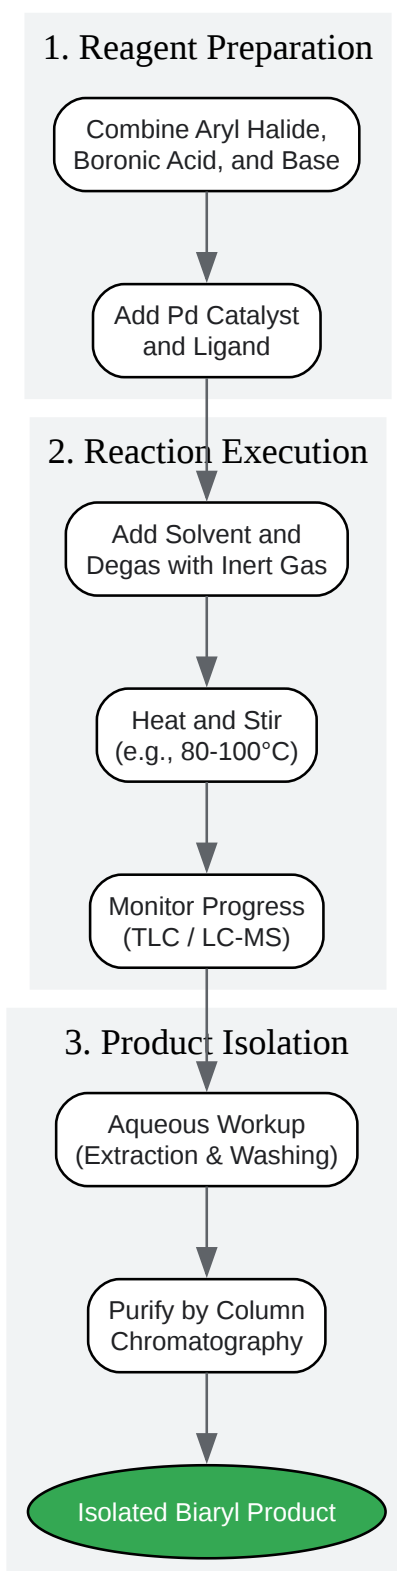 1. Reagent Preparation
Combine Aryl Halide,
Boronic Acid, and Base
Add Pd Catalyst
and Ligand
2. Reaction Execution
Add Solvent and
Degas with Inert Gas
Heat and Stir
(e.g., 80-100°C)
Monitor Progress
(TLC / LC-MS)
3. Product Isolation
Aqueous Workup
(Extraction & Washing)
Purify by Column
Chromatography
Isolated Biaryl Product